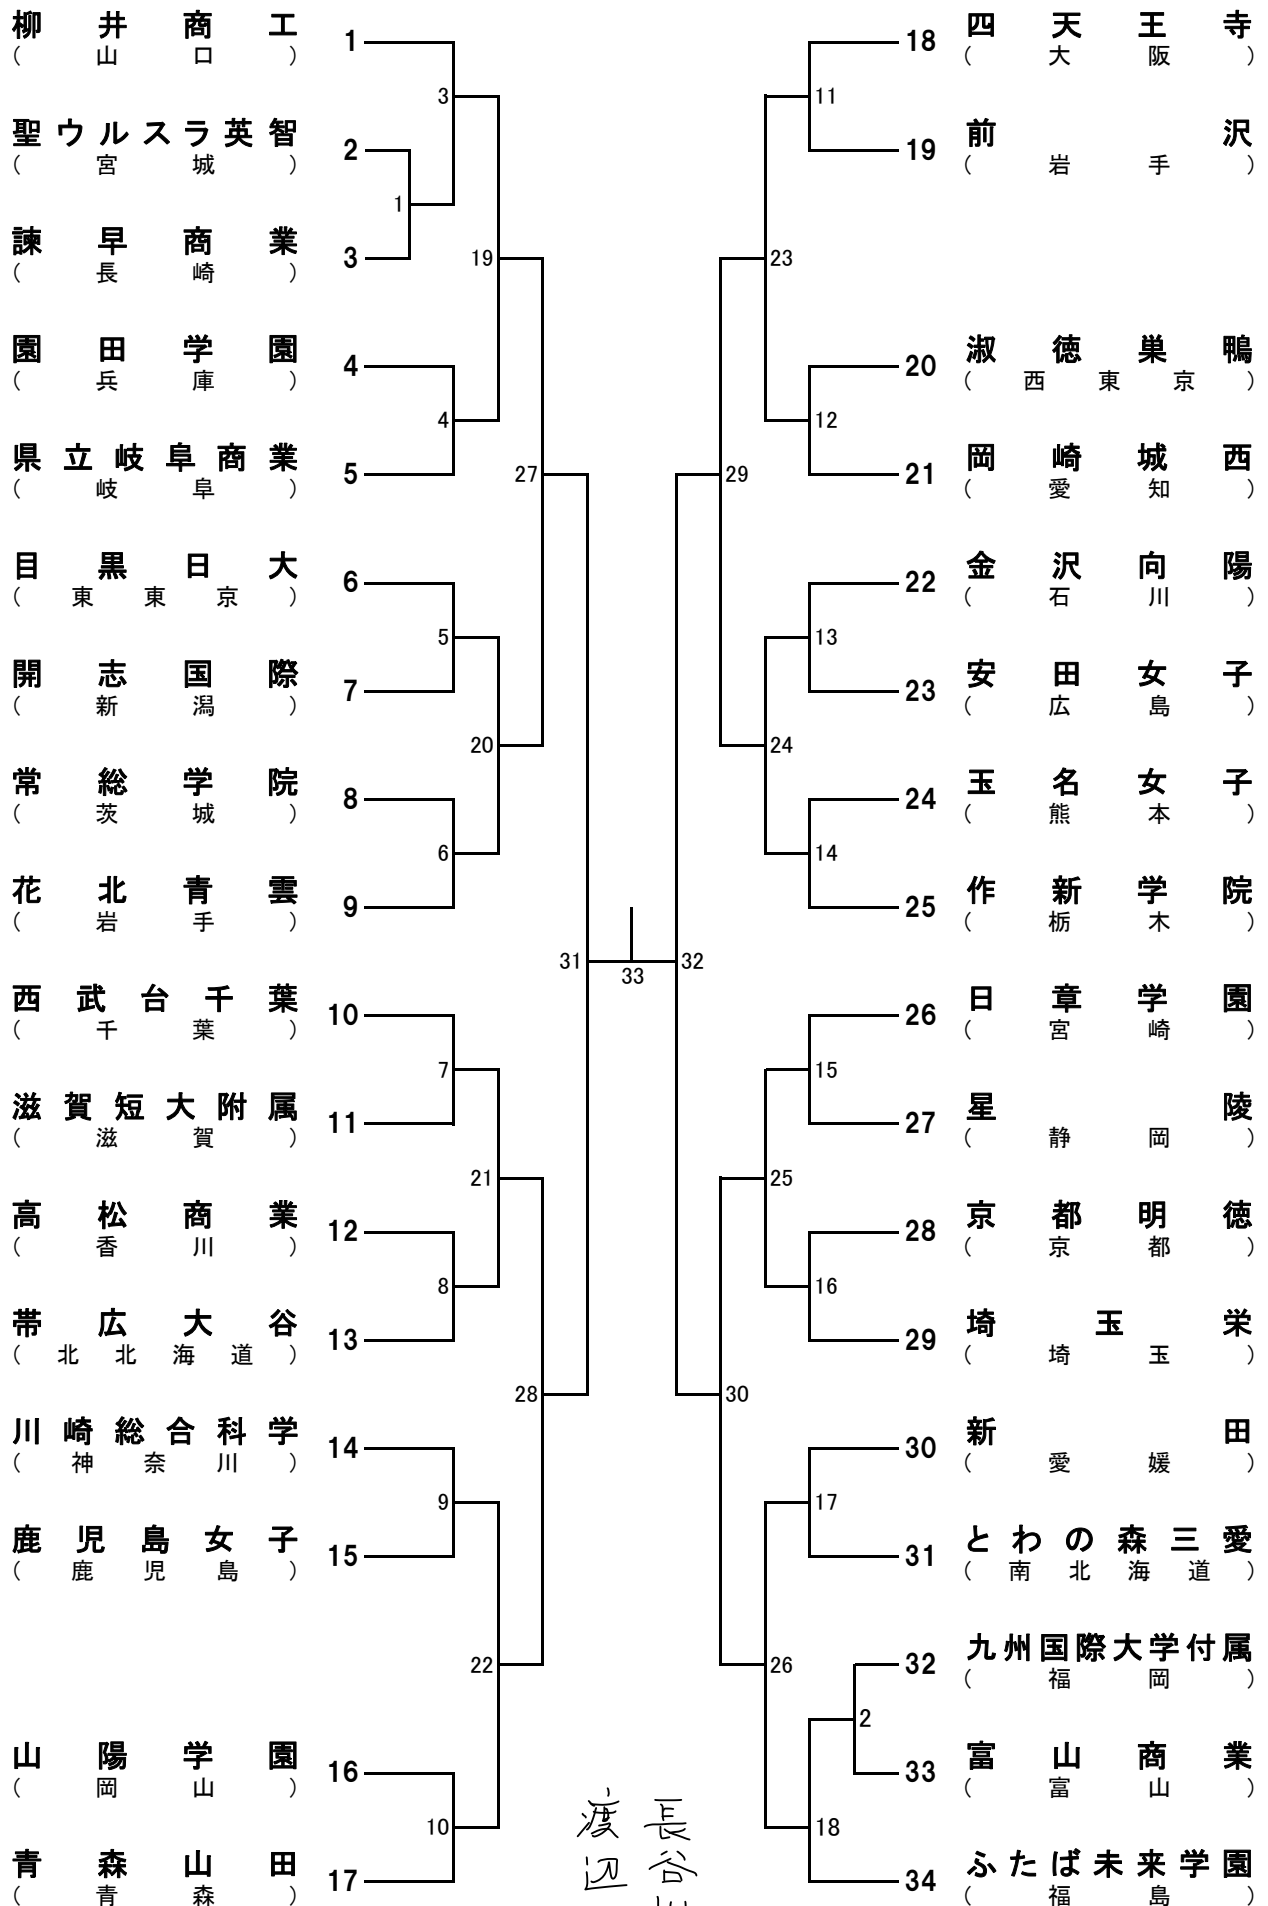 柳井商工
(山口)
1
聖ウルスラ英智
(宮城)
2
諫早商業
(長崎)
3
園田学園
(兵庫)
4
県立岐阜商業
(岐阜)
5
目黒日大
(東東京)
6
開志国際
(新潟)
7
常総学院
(茨城)
8
花北青雲
(岩手)
9
西武台千葉
(千葉)
10
滋賀短大附属
(滋賀)
11
高松商業
(香川)
12
帯広大谷
(北北海道)
13
川崎総合科学
(神奈川)
14
鹿児島女子
(鹿児島)
15
山陽学園
(岡山)
16
青森山田
(青森)
17
3
1
19
4
27
5
20
6
31
7
21
8
28
9
22
10
33
32
11
23
12
29
13
24
14
15
25
16
30
17
26
2
18
18
四天王寺
(大阪)
19
前沢
(岩手)
20
淑徳巣鴨
(西東京)
21
岡崎城西
(愛知)
22
金沢向陽
(石川)
23
安田女子
(広島)
24
玉名女子
(熊本)
25
作新学院
(栃木)
26
日章学園
(宮崎)
27
星陵
(静岡)
28
京都明徳
(京都)
29
埼玉栄
(埼玉)
30
新田
(愛媛)
31
とわの森三愛
(南北海道)
32
九州国際大学付属
(福岡)
33
富山商業
(富山)
34
ふたば未来学園
(福島)
長谷
渡辺